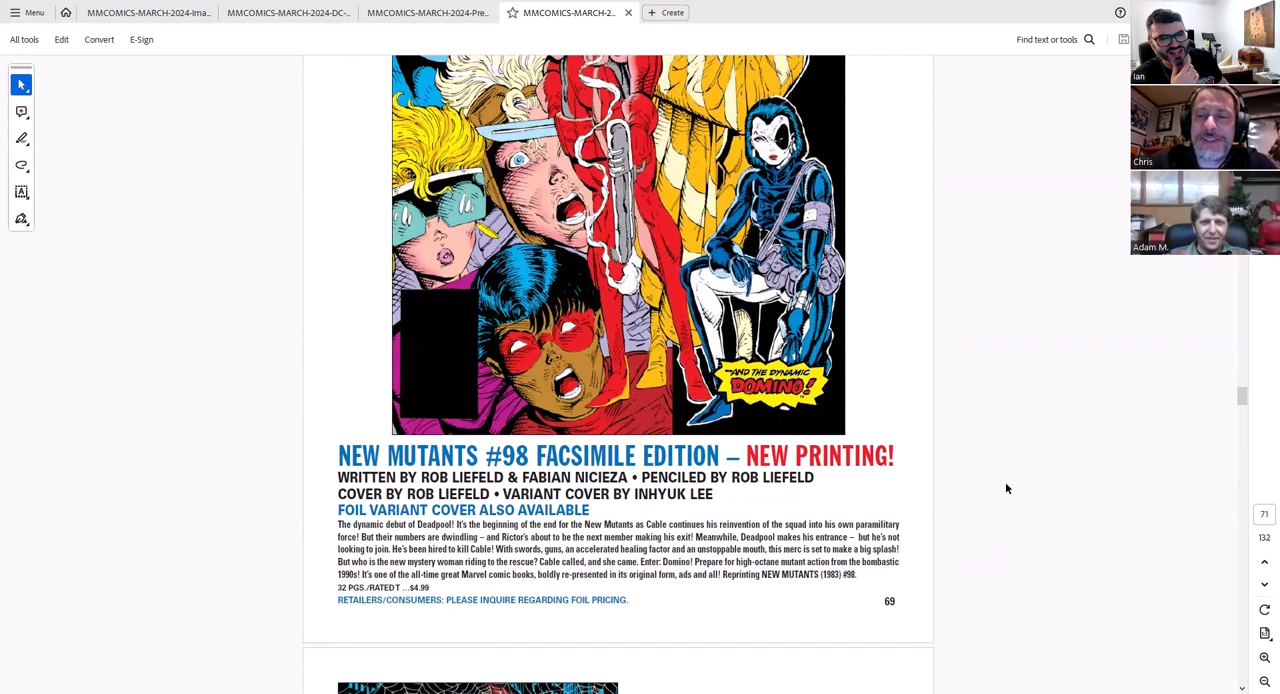 Menu
MMCOMICS-MARCH-2024-Ima...
MMCOMICS-MARCH-2024-DC-...
MMCOMICS-MARCH-2024-Pre...
MMCOMICS-MARCH-2...
Create
All tools
Edit
Convert
E-Sign
Find text or tools
Ian
Chris
Adam M.
"-AND THE DYNAMIC
DOMINO!
NEW MUTANTS #98 FACSIMILE EDITION – NEW PRINTING!
WRITTEN BY ROB LIEFELD & FABIAN NICIEZA • PENCILED BY ROB LIEFELD
COVER BY ROB LIEFELD • VARIANT COVER BY INHYUK LEE
FOIL VARIANT COVER ALSO AVAILABLE
The dynamic debut of Deadpool! It's the beginning of the end for the New Mutants as Cable continues his reinvention of the squad into his own paramilitary
force! But their numbers are dwindling – and Rictor's about to be the next member making his exit! Meanwhile, Deadpool makes his entrance – but he's not
looking to join. He's been hired to kill Cable! With swords, guns, an accelerated healing factor and an unstoppable mouth, this merc is set to make a big splash!
But who is the new mystery woman riding to the rescue? Cable called, and she came. Enter: Domino! Prepare for high-octane mutant action from the bombastic
1990s! It's one of the all-time great Marvel comic books, boldly re-presented in its original form, ads and all! Reprinting NEW MUTANTS (1983) #98.
32 PGS./RATED T ...$4.99
RETAILERS/CONSUMERS: PLEASE INQUIRE REGARDING FOIL PRICING.
69
71
132